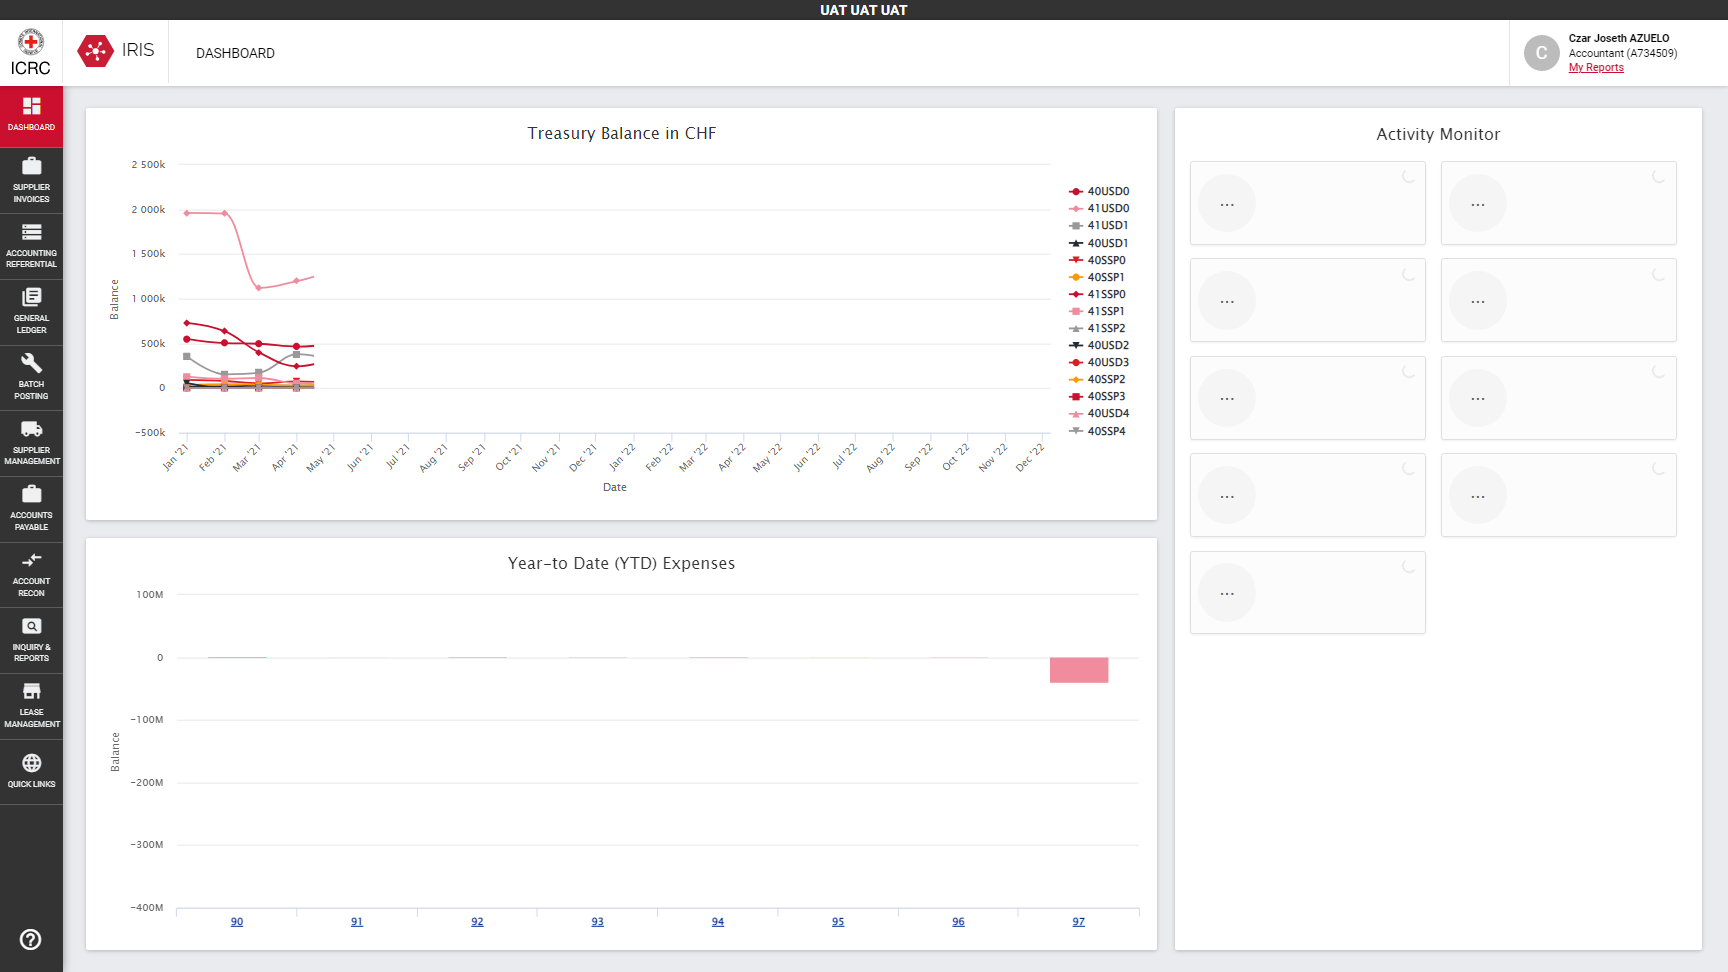 UAT UAT UAT
ICRC
IRIS
DASHBOARD
C
Czar Joseth AZUELO
Accountant (A734509)
My Reports
DASHBOARD
SUPPLIER
INVOICES
ACCOUNTING
REFERENTIAL
GENERAL
LEDGER
BATCH
POSTING
SUPPLIER
MANAGEMENT
ACCOUNTS
PAYABLE
ACCOUNT
RECON
INQUIRY &
REPORTS
LEASE
MANAGEMENT
QUICK LINKS
Treasury Balance in CHF
2 500k
2 000k
1 500k
1 000k
500k
0
-500k
Balance
Jan '21
Feb '21
Mar '21
Apr '21
May '21
Jun '21
Jul '21
Aug '21
Sep '21
Oct '21
Nov '21
Dec '21
Jan '22
Feb '22
Mar '22
Apr '22
May '22
Jun '22
Jul '22
Aug '22
Sep '22
Oct '22
Nov '22
Dec '22
Date
40USD0
41USD0
41USD1
40USD1
40SSP0
40SSP1
41SSP0
41SSP1
41SSP2
40USD2
40USD3
40SSP2
40SSP3
40USD4
40SSP4
Year-to Date (YTD) Expenses
100M
0
-100M
-200M
-300M
-400M
Balance
90 91 92 93 94 95 96 97
Activity Monitor
... ...
... ...
... ...
... ...
...